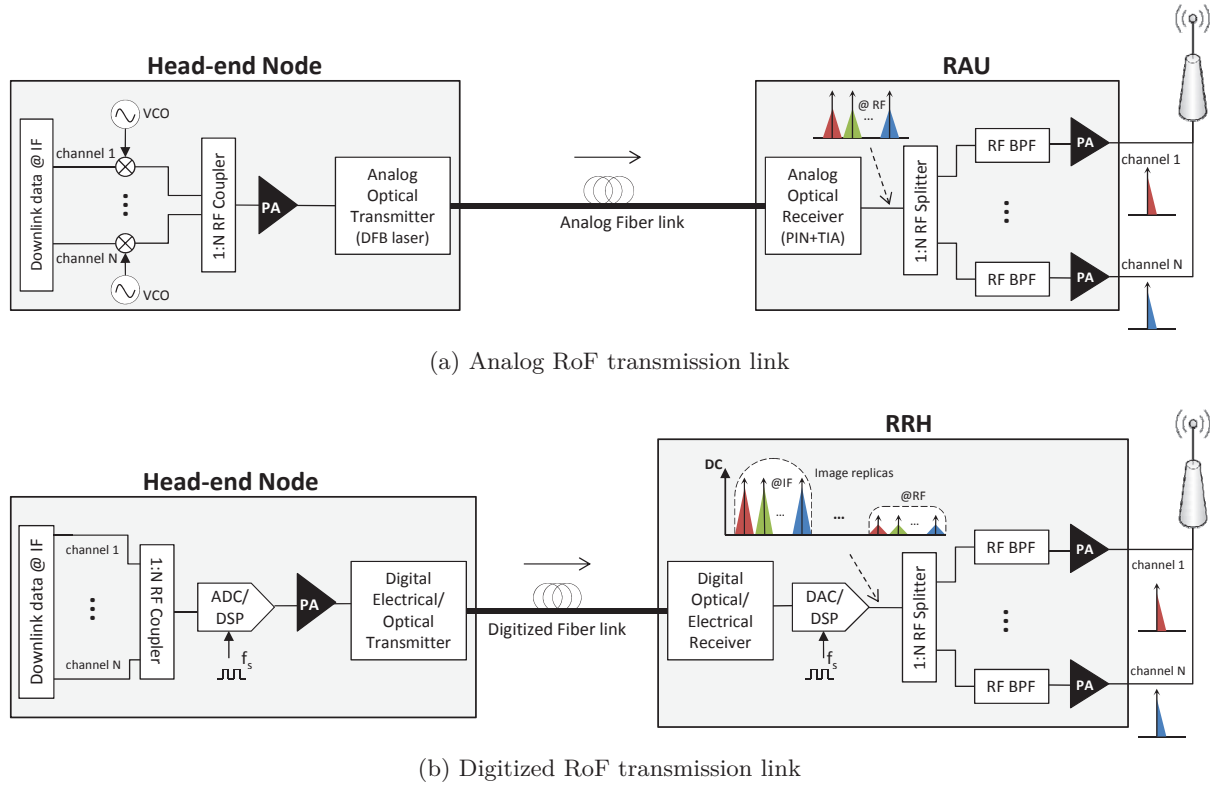 Head-end Node
RAU
VCO
@ RF
...
Downlink data @ IF
channel 1
channel N
VCO
1:N RF Coupler
PA
Analog
Optical
Transmitter
(DFB laser)
Analog Fiber link
Analog
Optical
Receiver
(PIN+TIA)
1:N RF Splitter
RF BPF
PA
channel 1
RF BPF
PA
channel N
(a) Analog RoF transmission link
Head-end Node
RRH
DC
@IF
...
Image replicas
...
@RF
...
Downlink data @ IF
channel 1
channel N
1:N RF Coupler
ADC/
DSP
fs
PA
Digital
Electrical/
Optical
Transmitter
Digitized Fiber link
Digital
Optical/
Electrical
Receiver
DAC/
DSP
fs
1:N RF Splitter
RF BPF
PA
channel 1
RF BPF
PA
channel N
(b) Digitized RoF transmission link